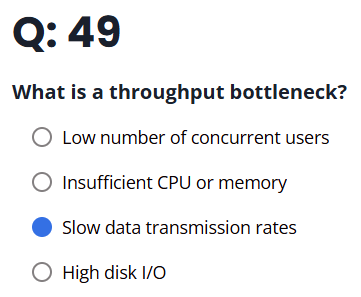 Q: 49
What is a throughput bottleneck?
Low number of concurrent users
Insufficient CPU or memory
Slow data transmission rates
High disk I/O